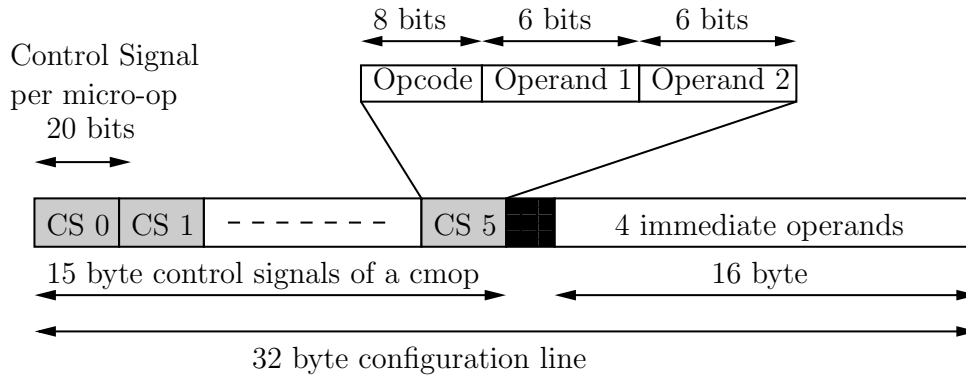 8 bits 6 bits 6 bits
Control Signal
per micro-op
20 bits
Opcode Operand 1 Operand 2
CS 0 CS 1 CS 5 4 immediate operands
15 byte control signals of a cmop 16 byte
32 byte configuration line